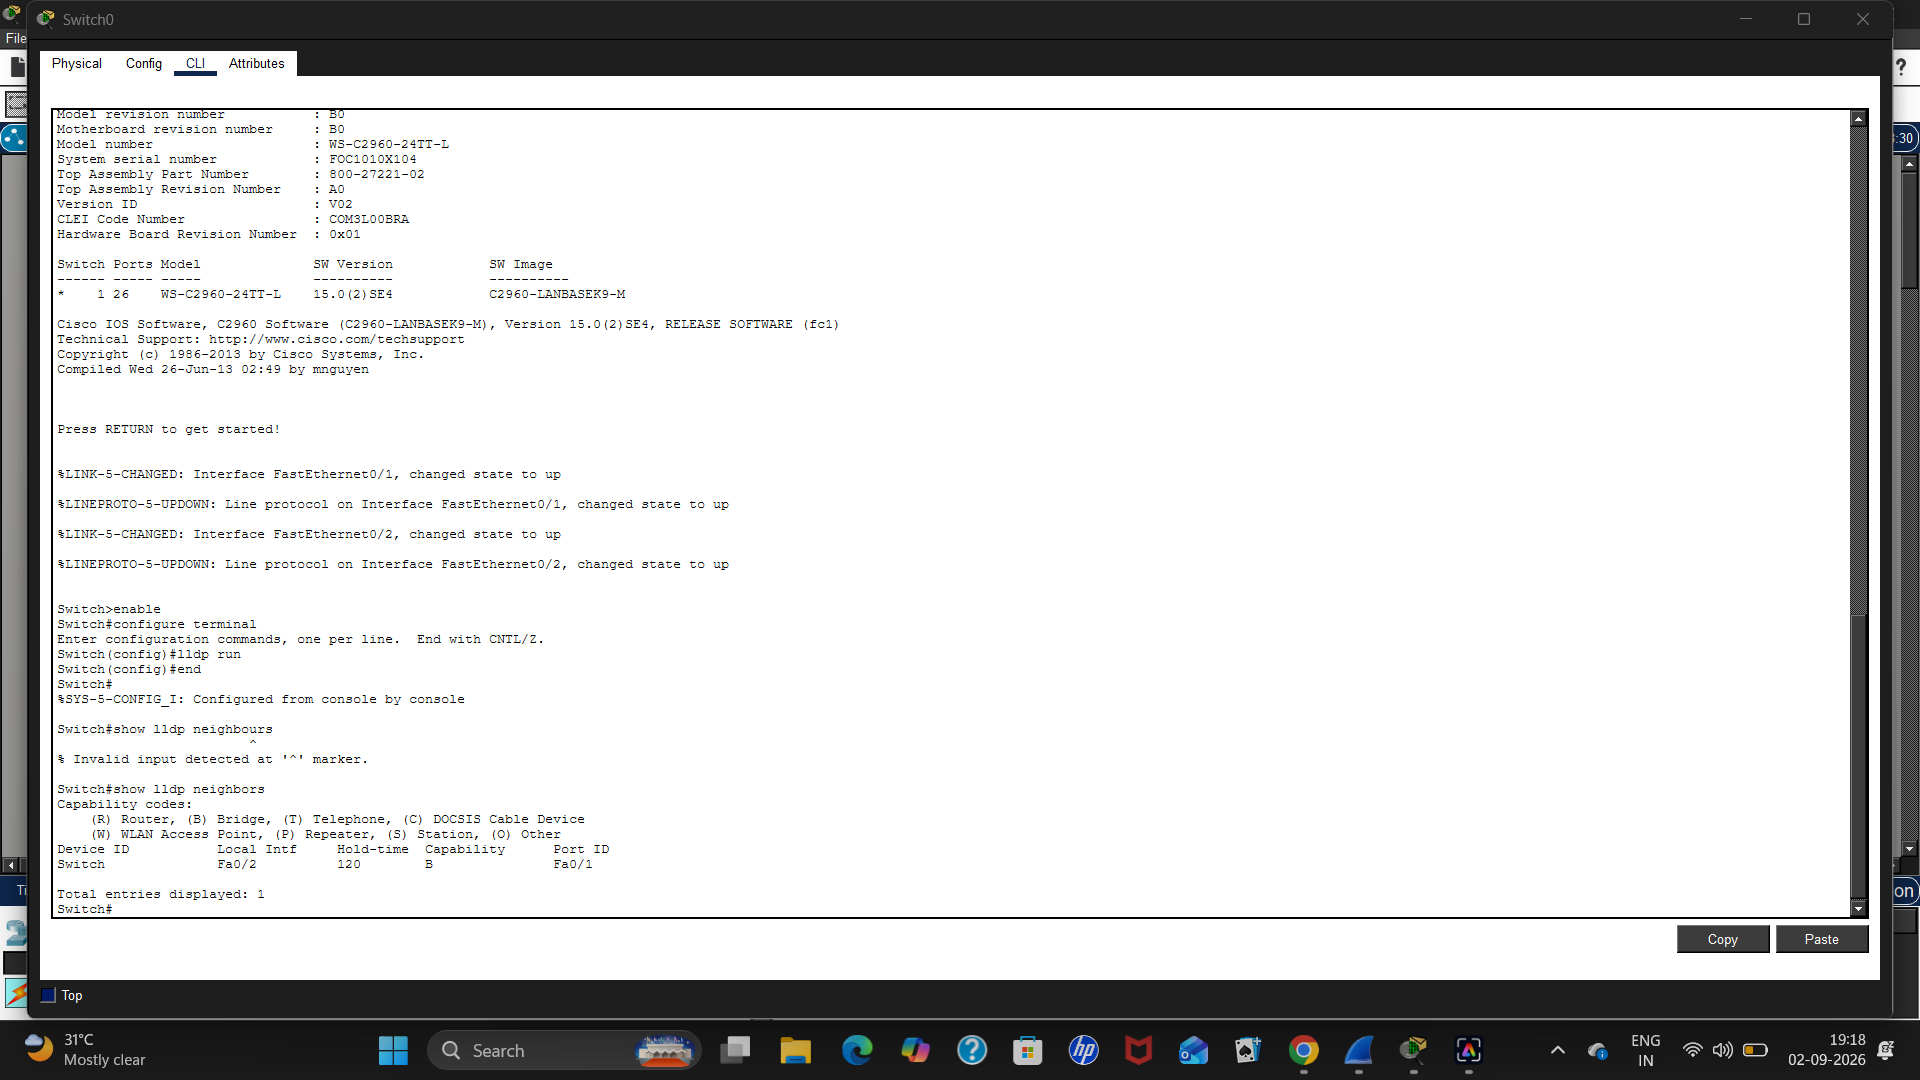 Switch0
File
Physical Config CLI Attributes
Model revision number : B0
Motherboard revision number : B0
Model number : WS-C2960-24TT-L
System serial number : FOC1010X104
Top Assembly Part Number : 800-27221-02
Top Assembly Revision Number : A0
Version ID : V02
CLEI Code Number : COM3L00BRA
Hardware Board Revision Number : 0x01
Switch Ports Model SW Version SW Image
------ ----- ----- ---------- ----------
* 1 26 WS-C2960-24TT-L 15.0(2)SE4 C2960-LANBASEK9-M
Cisco IOS Software, C2960 Software (C2960-LANBASEK9-M), Version 15.0(2)SE4, RELEASE SOFTWARE (fc1)
Technical Support: http://www.cisco.com/techsupport
Copyright (c) 1986-2013 by Cisco Systems, Inc.
Compiled Wed 26-Jun-13 02:49 by mnguyen
Press RETURN to get started!
%LINK-5-CHANGED: Interface FastEthernet0/1, changed state to up
%LINEPROTO-5-UPDOWN: Line protocol on Interface FastEthernet0/1, changed state to up
%LINK-5-CHANGED: Interface FastEthernet0/2, changed state to up
%LINEPROTO-5-UPDOWN: Line protocol on Interface FastEthernet0/2, changed state to up
Switch>enable
Switch#configure terminal
Enter configuration commands, one per line. End with CNTL/Z.
Switch(config)#lldp run
Switch(config)#end
Switch#
%SYS-5-CONFIG_I: Configured from console by console
Switch#show lldp neighbours
^
% Invalid input detected at '^' marker.
Switch#show lldp neighbors
Capability codes:
(R) Router, (B) Bridge, (T) Telephone, (C) DOCSIS Cable Device
(W) WLAN Access Point, (P) Repeater, (S) Station, (O) Other
Device ID Local Intf Hold-time Capability Port ID
Switch Fa0/2 120 B Fa0/1
Total entries displayed: 1
Switch#
Copy Paste
Top
31°C
Mostly clear
Search
ENG
IN
19:18
02-09-2026